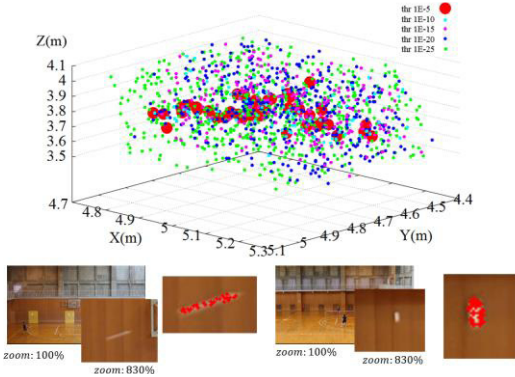 thr 1E-5
thr 1E-10
thr 1E-15
thr 1E-20
thr 1E-25
Z(m)
4.1
4
3.9
3.8
3.7
3.6
3.5
4.7
4.8
4.9
5
5.1
5.2
5.3
X(m)
5.1
5
4.9
4.8
4.7
4.6
4.5
4.4
Y(m)
zoom: 100%
zoom: 830%
zoom: 100%
zoom: 830%